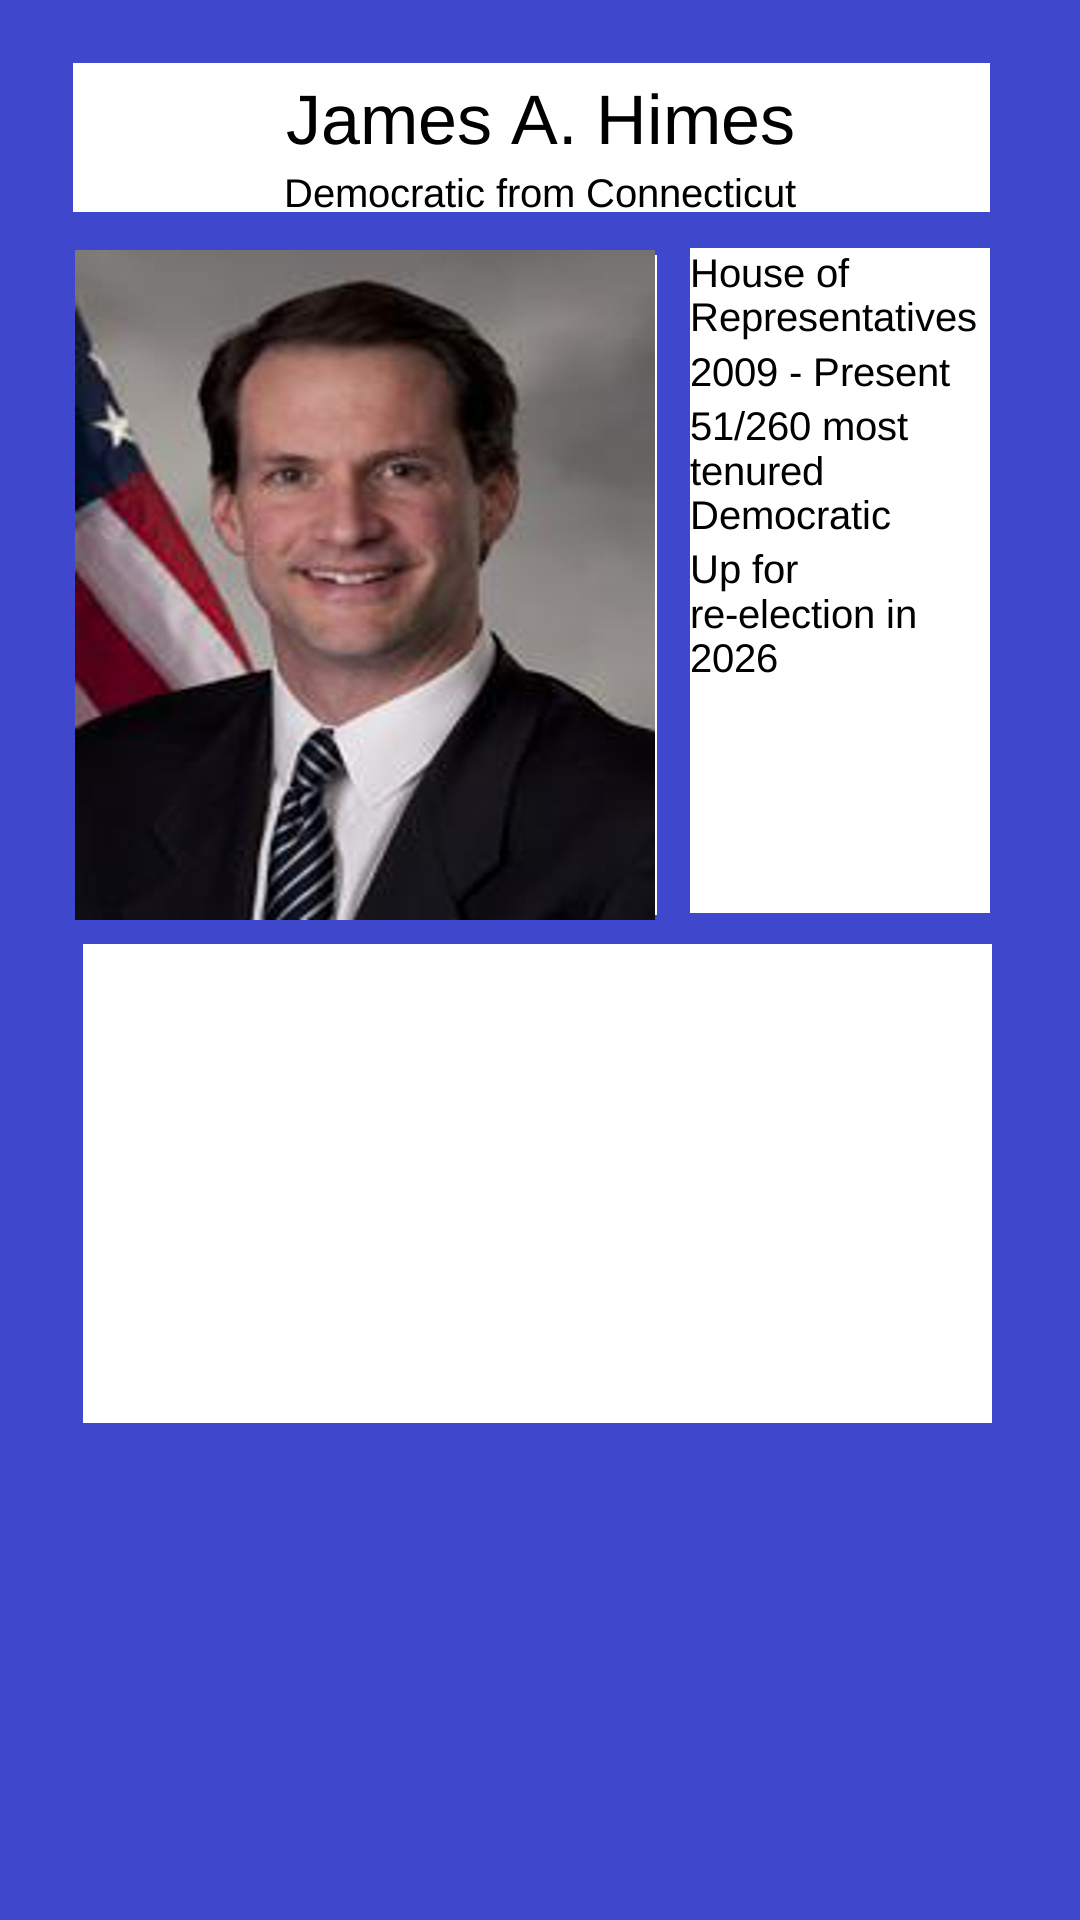 James A. Himes
Democratic from Connecticut
House of
Representatives
2009 - Present
51/260 most
tenured
Democratic
Up for
re-election in
2026